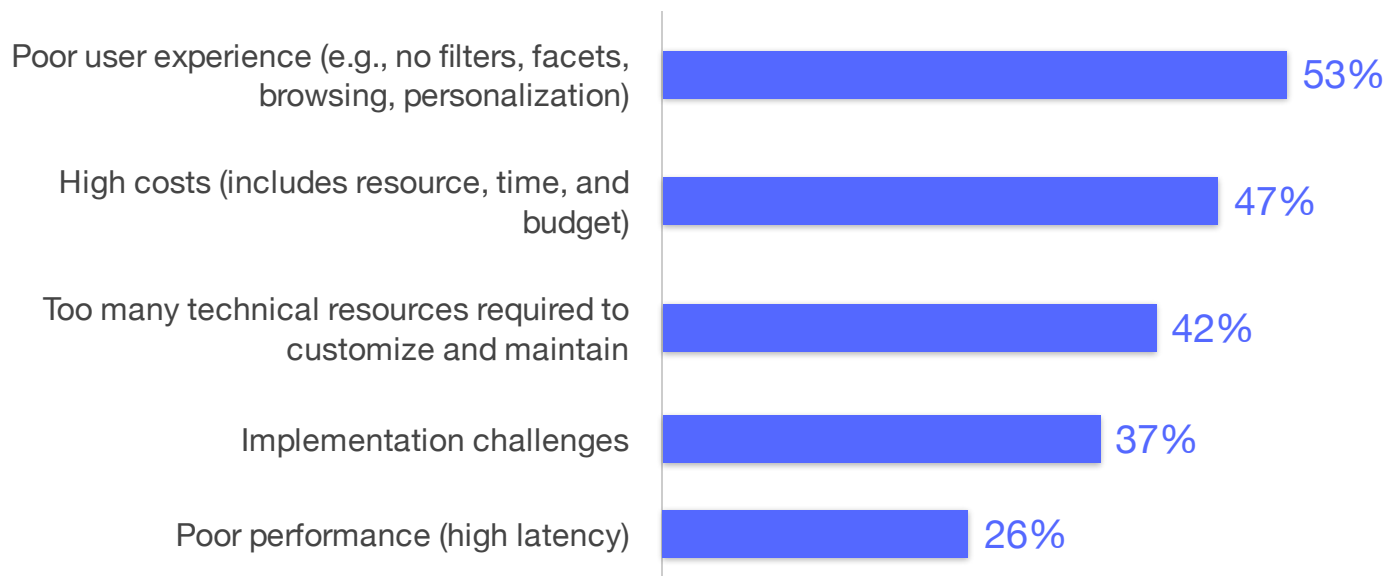 Poor user experience (e.g., no filters, facets,
browsing, personalization)
53%
High costs (includes resource, time, and
budget)
47%
Too many technical resources required to
customize and maintain
42%
Implementation challenges
37%
Poor performance (high latency)
26%